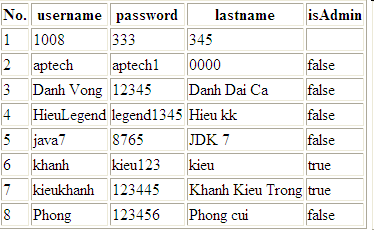 No. username password lastname isAdmin
1 1008 333 345
2 aptech aptech1 0000 false
3 Danh Vong 12345 Danh Dai Ca false
4 HieuLegend legend1345 Hieu kk false
5 java7 8765 JDK 7 false
6 khanh kieu123 kieu true
7 kieukhanh 123445 Khanh Kieu Trong true
8 Phong 123456 Phong cui false